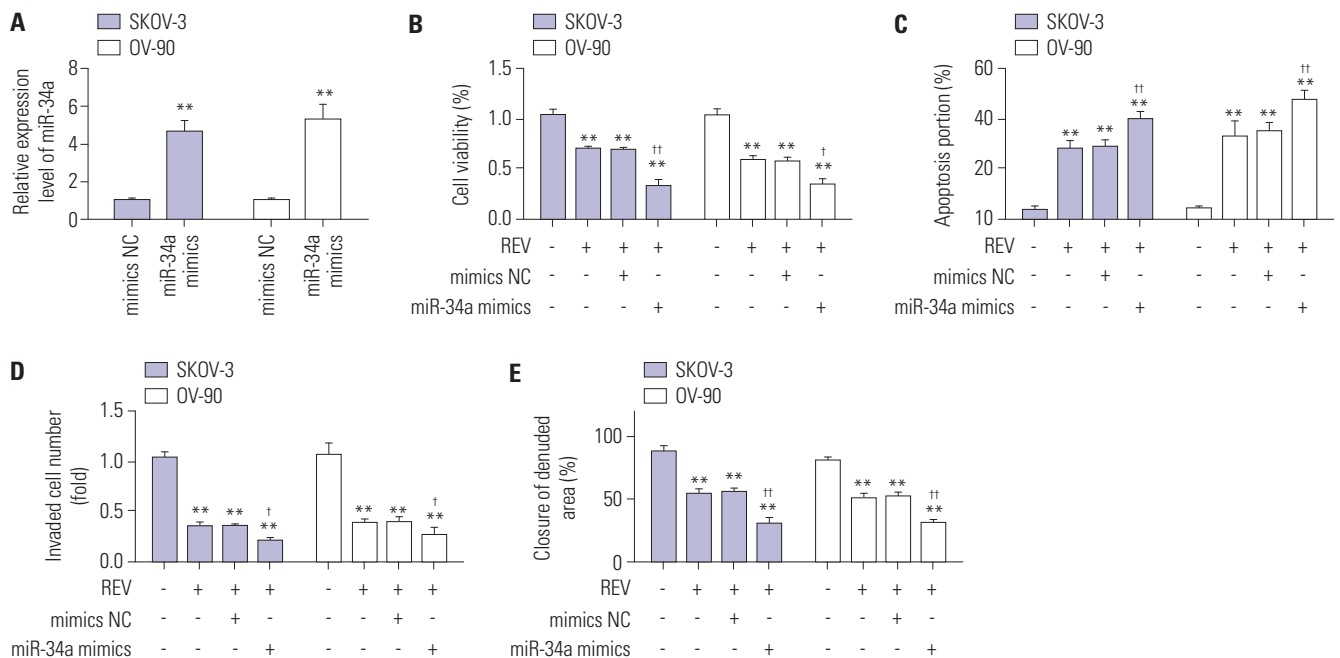 A
SKOV-3
OV-90
Relative expression
level of miR-34a
8
6
4
2
0
** **
mimics NC
miR-34a
mimics
mimics NC
miR-34a
mimics
B
SKOV-3
OV-90
Cell viability (%)
1.5
1.0
0.5
0.0
** ** †† ** ** ** † **
REV - + + + - + + +
mimics NC - - + - - - + -
miR-34a mimics - - - + - - - +
C
SKOV-3
OV-90
Apoptosis portion (%)
60
40
20
10
** ** †† ** ** ** †† **
REV - + + + - + + +
mimics NC - - + - - - + -
miR-34a mimics - - - + - - - +
D
SKOV-3
OV-90
Invaded cell number
(fold)
1.5
1.0
0.5
0.0
** ** † ** ** ** † **
REV - + + + - + + +
mimics NC - - + - - - + -
miR-34a mimics - - - + - - - +
E
SKOV-3
OV-90
Closure of denuded
area (%)
100
50
0
** ** †† ** ** ** †† **
REV - + + + - + + +
mimics NC - - + - - - + -
miR-34a mimics - - - + - - - +